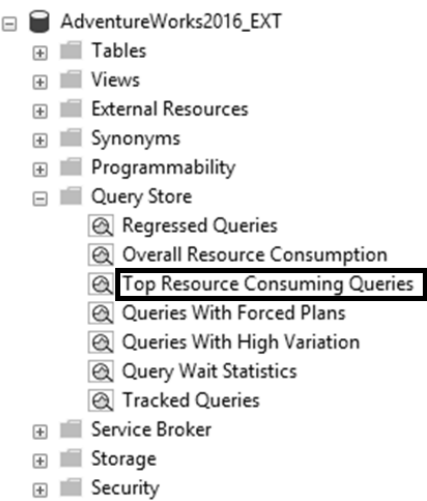 AdventureWorks2016_EXT
Tables
Views
External Resources
Synonyms
Programmability
Query Store
Regressed Queries
Overall Resource Consumption
Top Resource Consuming Queries
Queries With Forced Plans
Queries With High Variation
Query Wait Statistics
Tracked Queries
Service Broker
Storage
Security